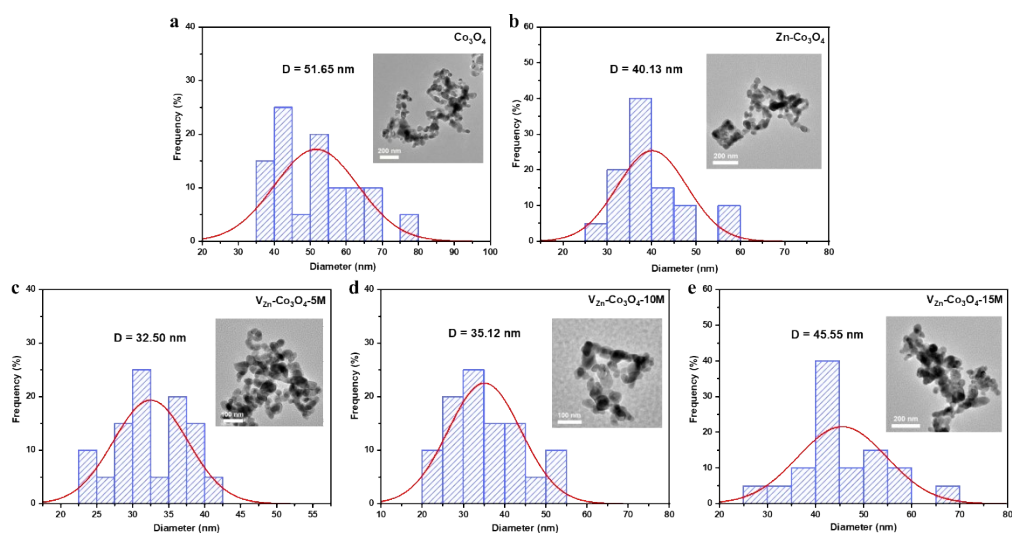 a
Co₃O₄
D = 51.65 nm
200 nm
Frequency (%)
40
30
20
10
0
20 30 40 50 60 70 80 90 100
Diameter (nm)
b
Zn-Co₃O₄
D = 40.13 nm
200 nm
Frequency (%)
60
50
40
30
20
10
0
20 30 40 50 60 70 80
Diameter (nm)
c
V_Zn-Co₃O₄-5M
D = 32.50 nm
100 nm
Frequency (%)
40
30
20
10
0
20 25 30 35 40 45 50 55
Diameter (nm)
d
V_Zn-Co₃O₄-10M
D = 35.12 nm
100 nm
Frequency (%)
40
30
20
10
0
10 20 30 40 50 60 70 80
Diameter (nm)
e
V_Zn-Co₃O₄-15M
D = 45.55 nm
200 nm
Frequency (%)
60
50
40
30
20
10
0
20 30 40 50 60 70 80
Diameter (nm)